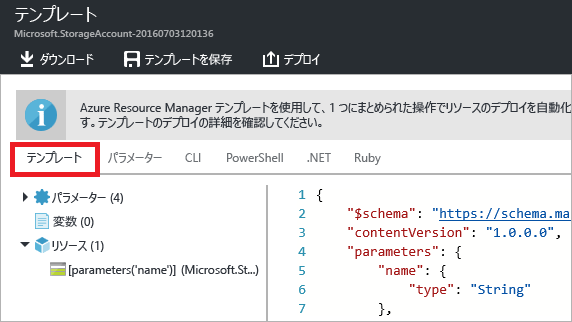 テンプレート
Microsoft.StorageAccount-20160703120136
ダウンロード テンプレートを保存 デプロイ
Azure Resource Manager テンプレートを使用して、1 つにまとめられた操作でリソースのデプロイを自動化
す。テンプレートのデプロイの詳細を確認してください。
テンプレート パラメーター CLI PowerShell .NET Ruby
パラメーター (4)
変数 (0)
リソース (1)
[parameters('name')] (Microsoft.St...)
1 {
2 "$schema": "https://schema.ma
3 "contentVersion": "1.0.0.0",
4 "parameters": {
5 "name": {
6 "type": "String"
7 },